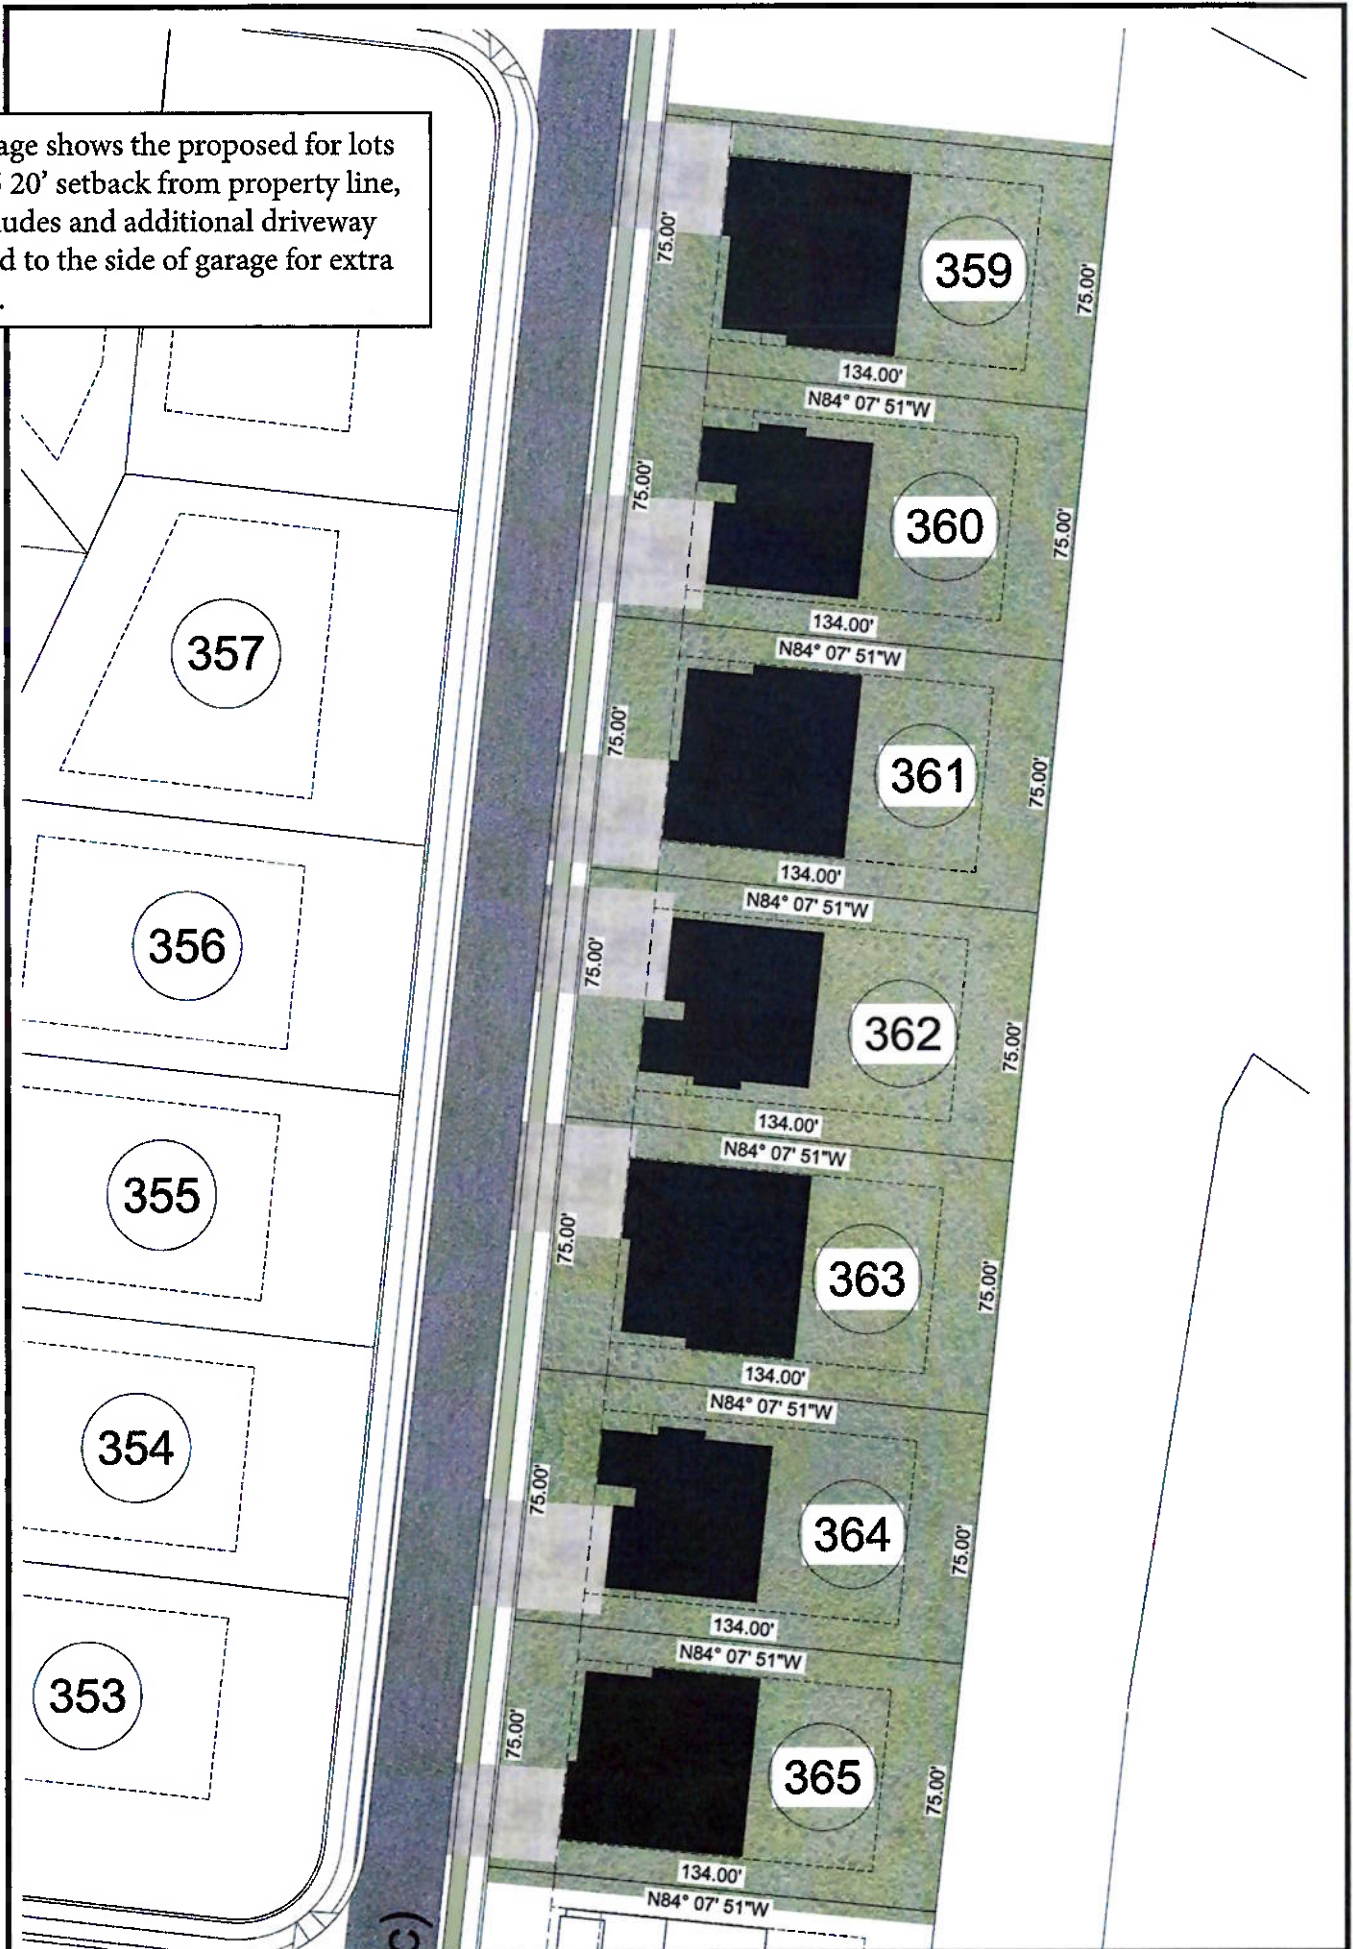 age shows the proposed for lots
20’ setback from property line,
udes and additional driveway
d to the side of garage for extra
.
75.00'
359
75.00'
134.00'
N84° 07' 51"W
75.00'
360
75.00'
134.00'
N84° 07' 51"W
357
75.00'
361
75.00'
134.00'
N84° 07' 51"W
356
75.00'
362
75.00'
134.00'
N84° 07' 51"W
355
75.00'
363
75.00'
134.00'
N84° 07' 51"W
354
75.00'
364
75.00'
134.00'
N84° 07' 51"W
353
75.00'
365
75.00'
134.00'
N84° 07' 51"W
c)